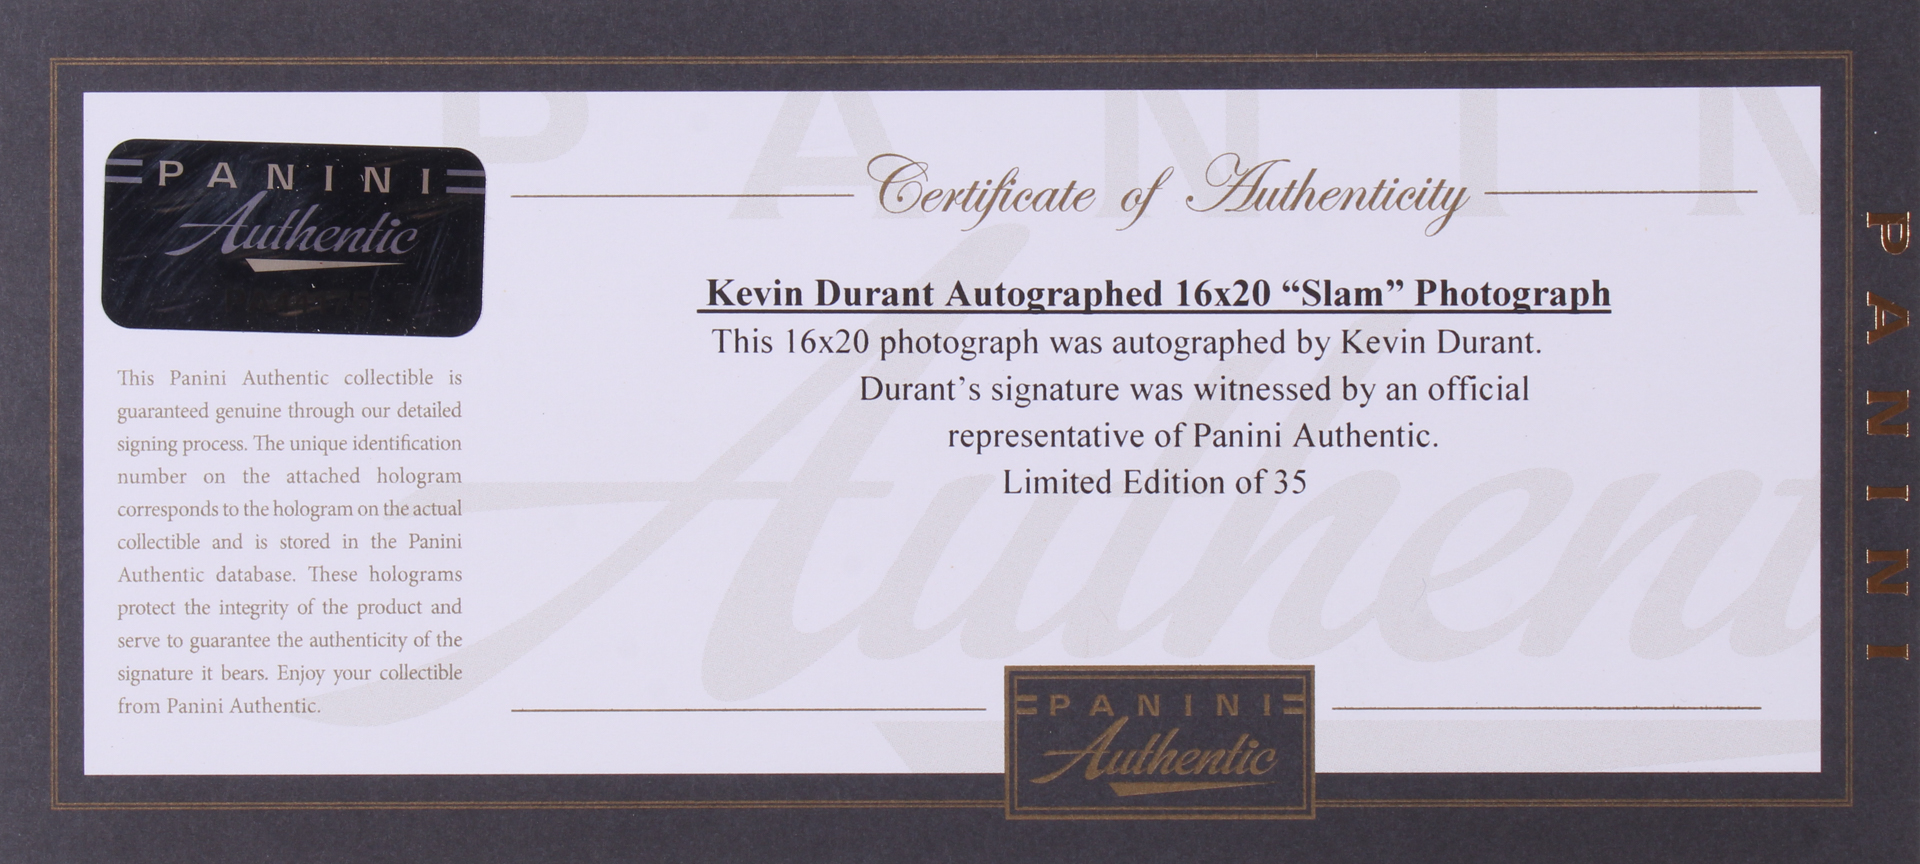 PANINI
Authentic
Certificate of Authenticity
Kevin Durant Autographed 16x20 “Slam” Photograph
This 16x20 photograph was autographed by Kevin Durant.
Durant’s signature was witnessed by an official
representative of Panini Authentic.
Limited Edition of 35
This Panini Authentic collectible is
guaranteed genuine through our detailed
signing process. The unique identification
number on the attached hologram
corresponds to the hologram on the actual
collectible and is stored in the Panini
Authentic database. These holograms
protect the integrity of the product and
serve to guarantee the authenticity of the
signature it bears. Enjoy your collectible
from Panini Authentic.
PANINI
Authentic
PANINI
PANIN
Authent